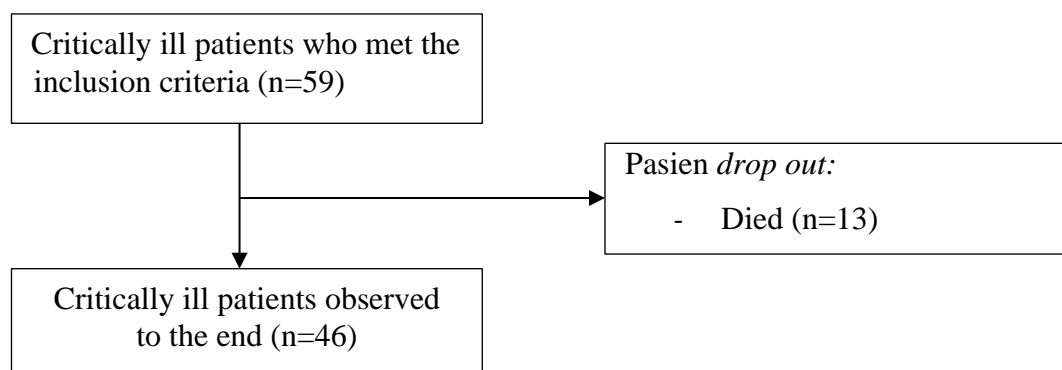 Critically ill patients who met the
inclusion criteria (n=59)
Pasien drop out:
- Died (n=13)
Critically ill patients observed
to the end (n=46)